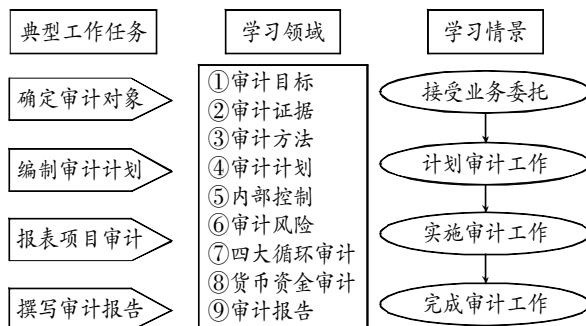 典型工作任务
确定审计对象
编制审计计划
报表项目审计
撰写审计报告
学习领域
①审计目标
②审计证据
③审计方法
④审计计划
⑤内部控制
⑥审计风险
⑦四大循环审计
⑧货币资金审计
⑨审计报告
学习情景
接受业务委托
计划审计工作
实施审计工作
完成审计工作